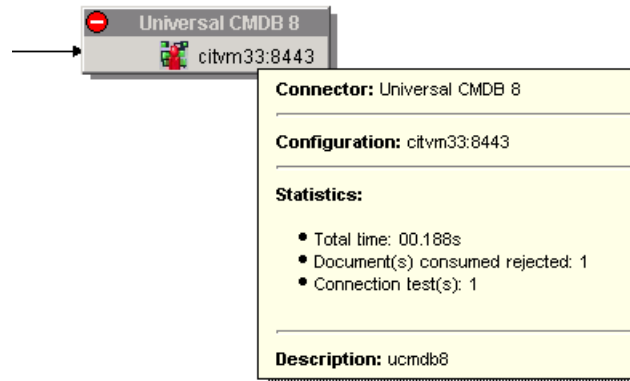 Universal CMDB 8
citvm33:8443
Connector: Universal CMDB 8
Configuration: citvm33:8443
Statistics:
Total time: 00.188s
Document(s) consumed rejected: 1
Connection test(s): 1
Description: ucmdb8